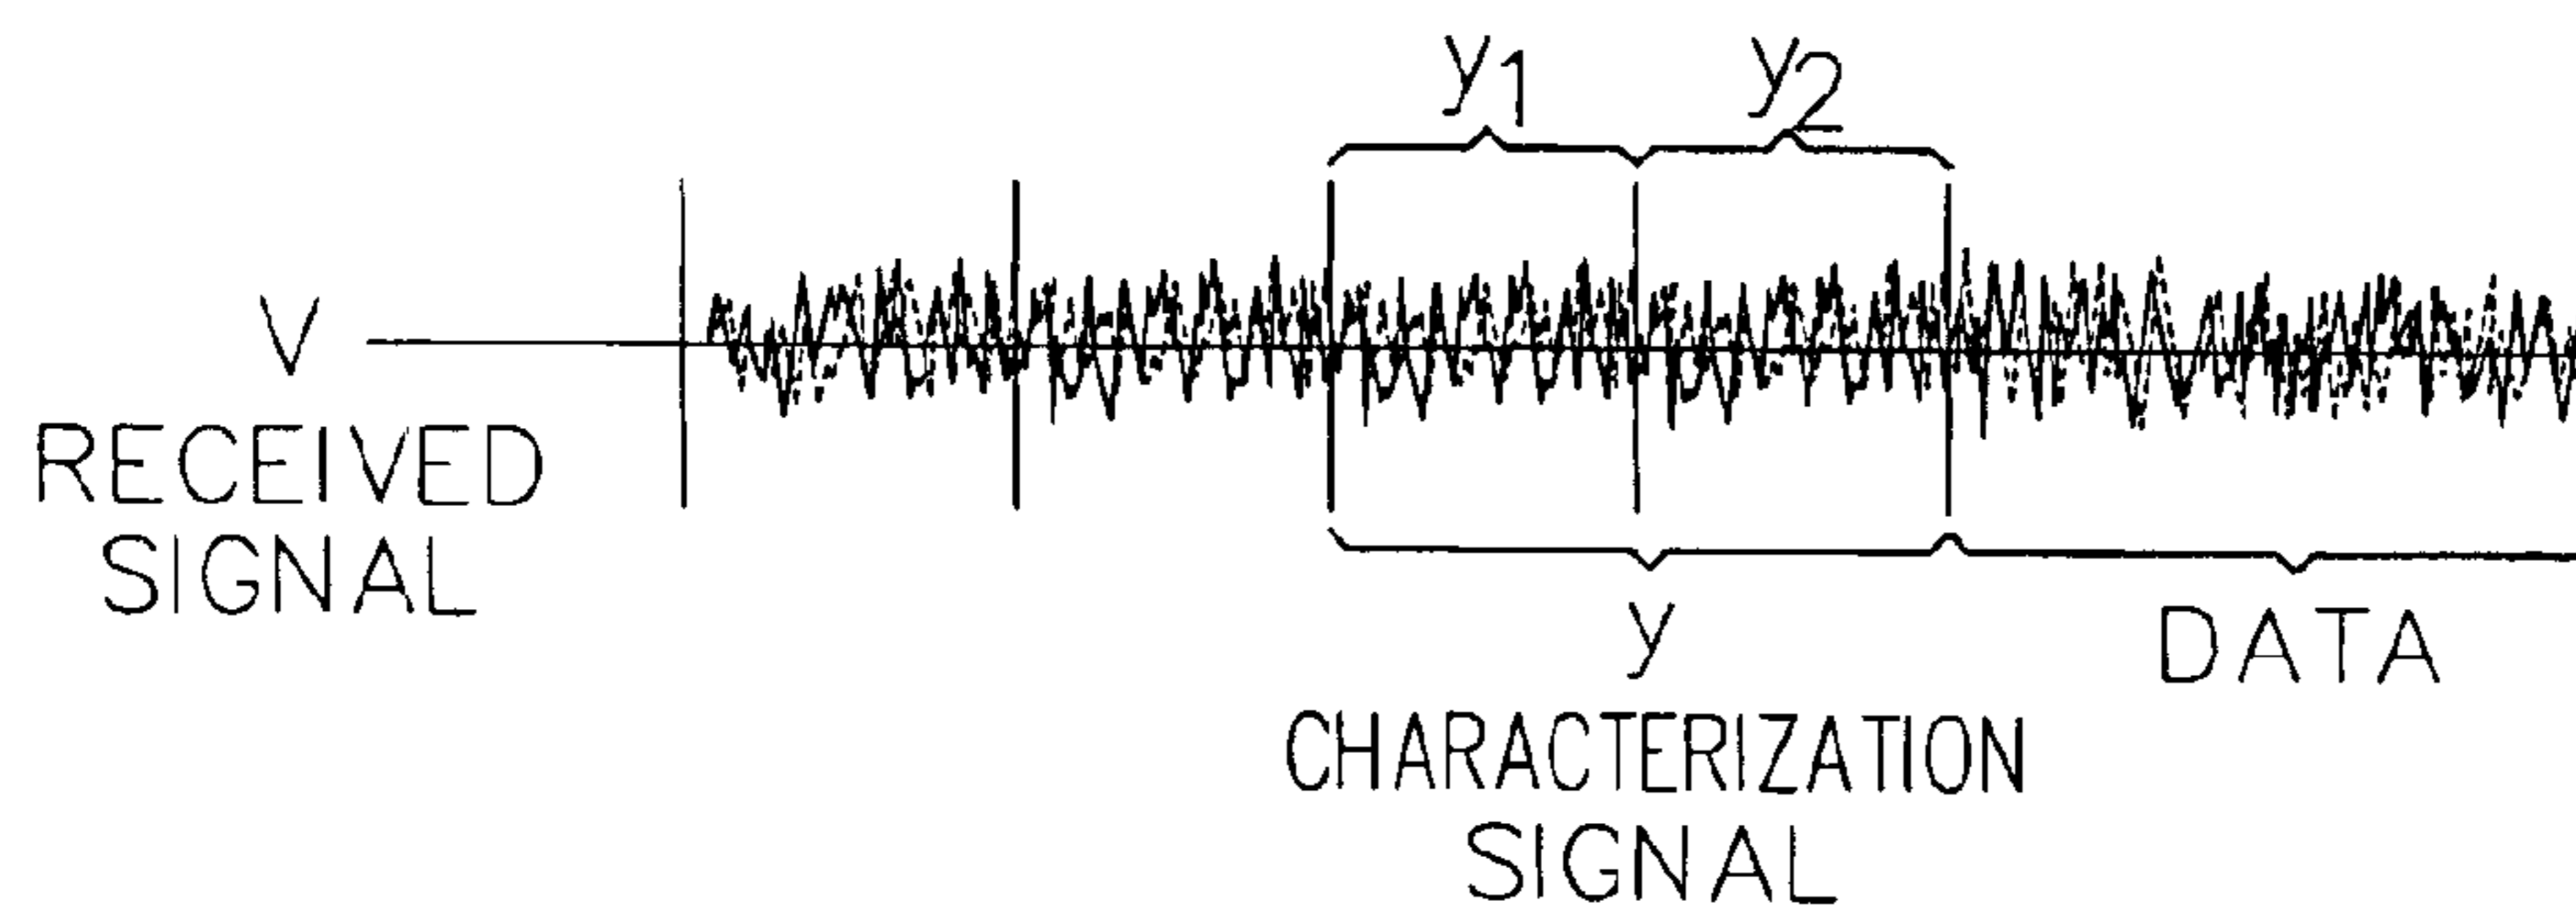 y1
y2
V
RECEIVED
SIGNAL
y
CHARACTERIZATION
SIGNAL
DATA